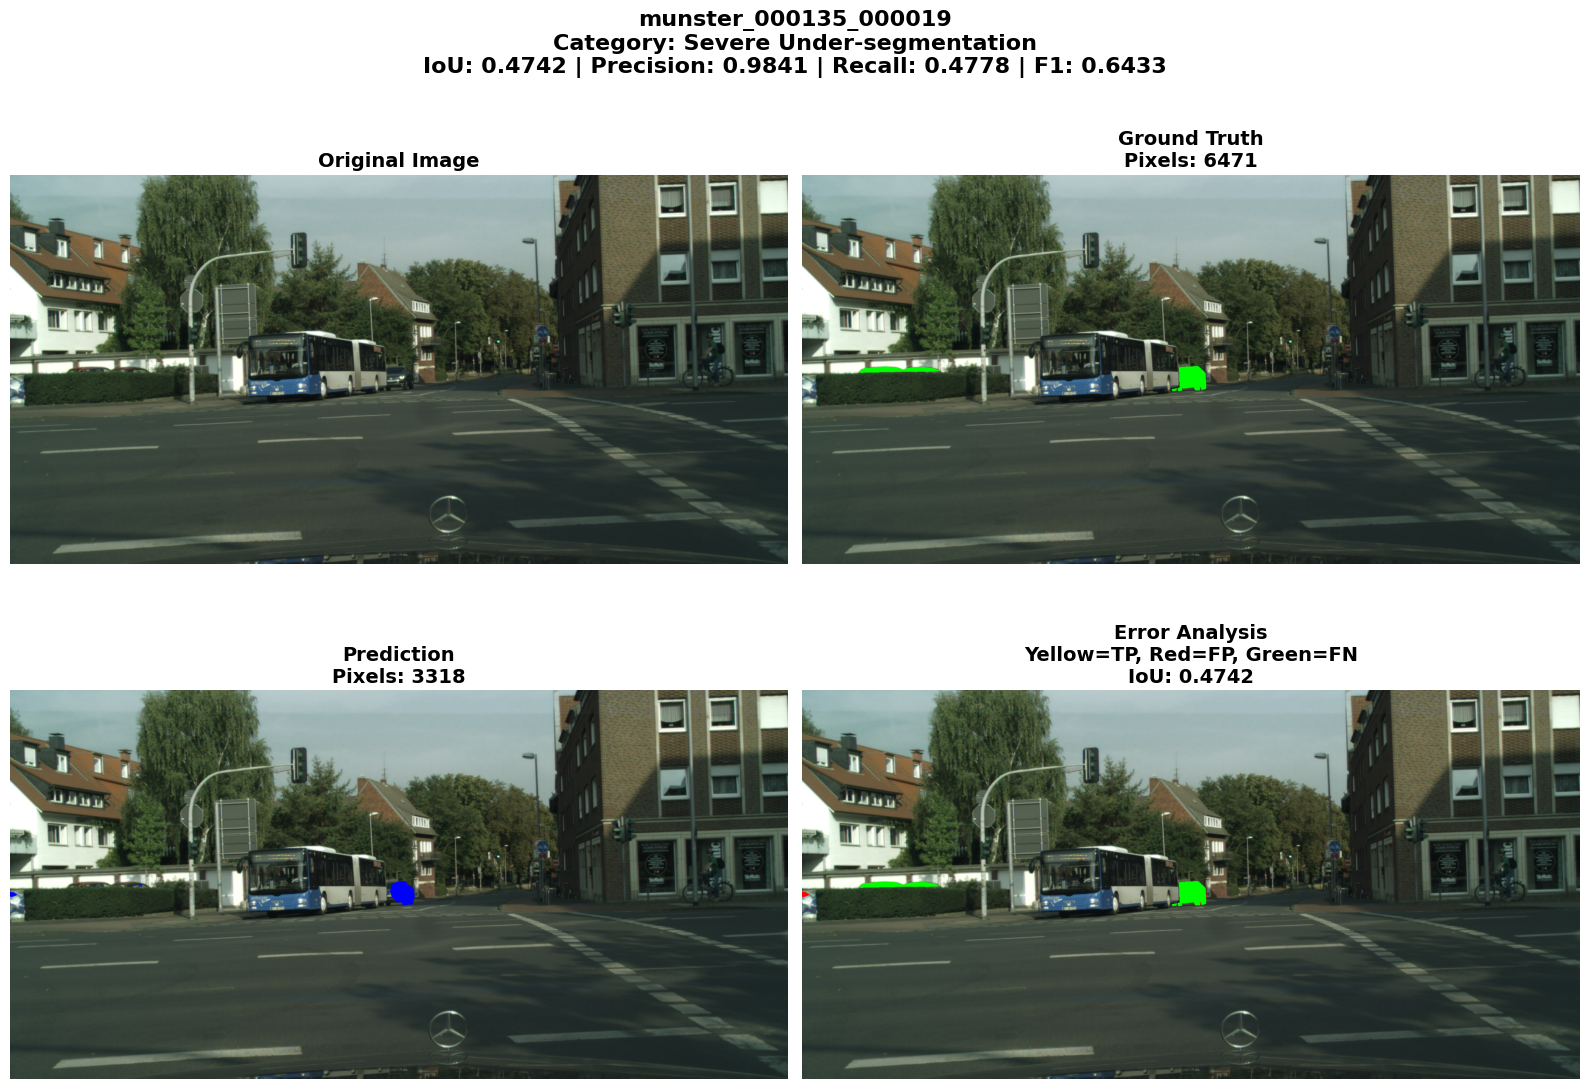 munster_000135_000019
Category: Severe Under-segmentation
IoU: 0.4742 | Precision: 0.9841 | Recall: 0.4778 | F1: 0.6433
Original Image
Ground Truth
Pixels: 6471
Prediction
Pixels: 3318
Error Analysis
Yellow=TP, Red=FP, Green=FN
IoU: 0.4742